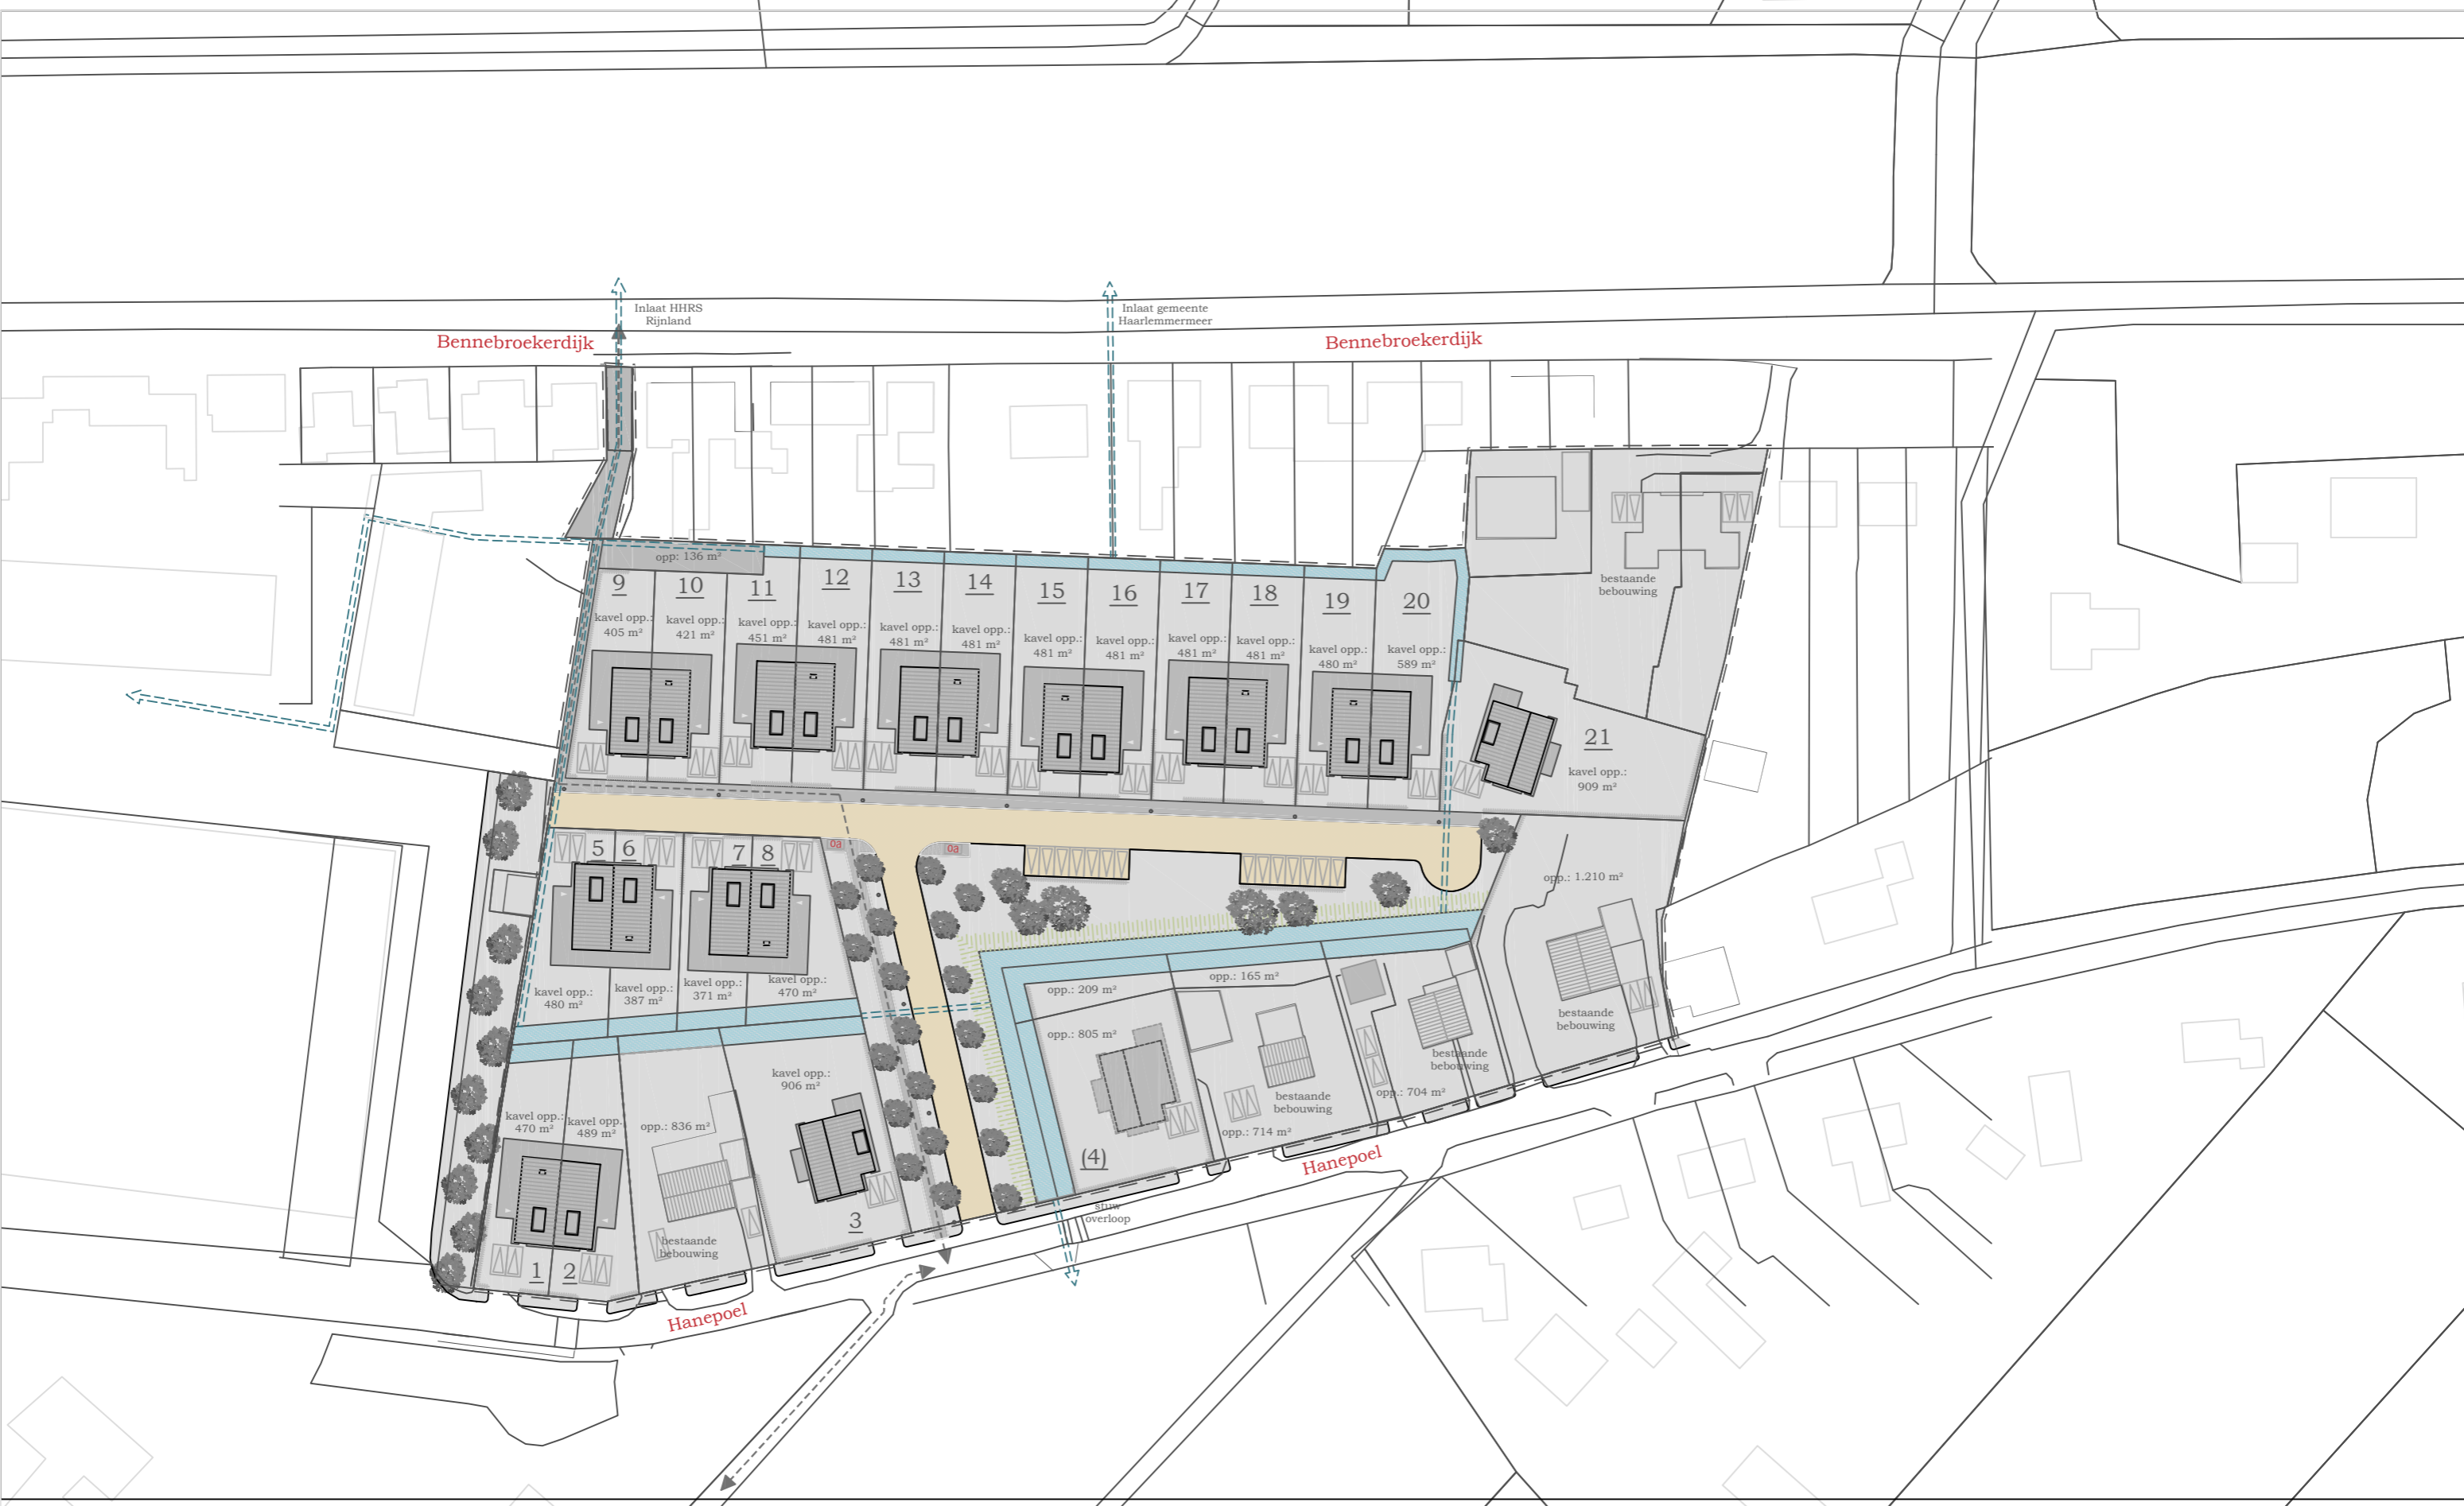 Inlaat HHRS
Rijnland
Inlaat gemeente
Haarlemmermeer
Bennebroekerdijk
Bennebroekerdijk
opp: 136 m²
bestaande
bebouwing
9
kavel opp.:
405 m²
10
kavel opp.:
421 m²
11
kavel opp.:
451 m²
12
kavel opp.:
481 m²
13
kavel opp.:
481 m²
14
kavel opp.:
481 m²
15
kavel opp.:
481 m²
16
kavel opp.:
481 m²
17
kavel opp.:
481 m²
18
kavel opp.:
481 m²
19
kavel opp.:
480 m²
20
kavel opp.:
589 m²
21
kavel opp.:
909 m²
5
6
7
8
0a
0a
opp.: 1.210 m²
kavel opp.:
480 m²
kavel opp.:
387 m²
kavel opp.:
371 m²
kavel opp.:
470 m²
opp.: 209 m²
opp.: 165 m²
opp.: 805 m²
bestaande
bebouwing
bestaande
bebouwing
kavel opp.:
906 m²
opp.: 704 m²
bestaande
bebouwing
kavel opp.:
470 m²
kavel opp.
489 m²
opp.: 836 m²
opp.: 714 m²
(4)
Hanepoel
3
stuw
overloop
bestaande
bebouwing
1
2
Hanepoel